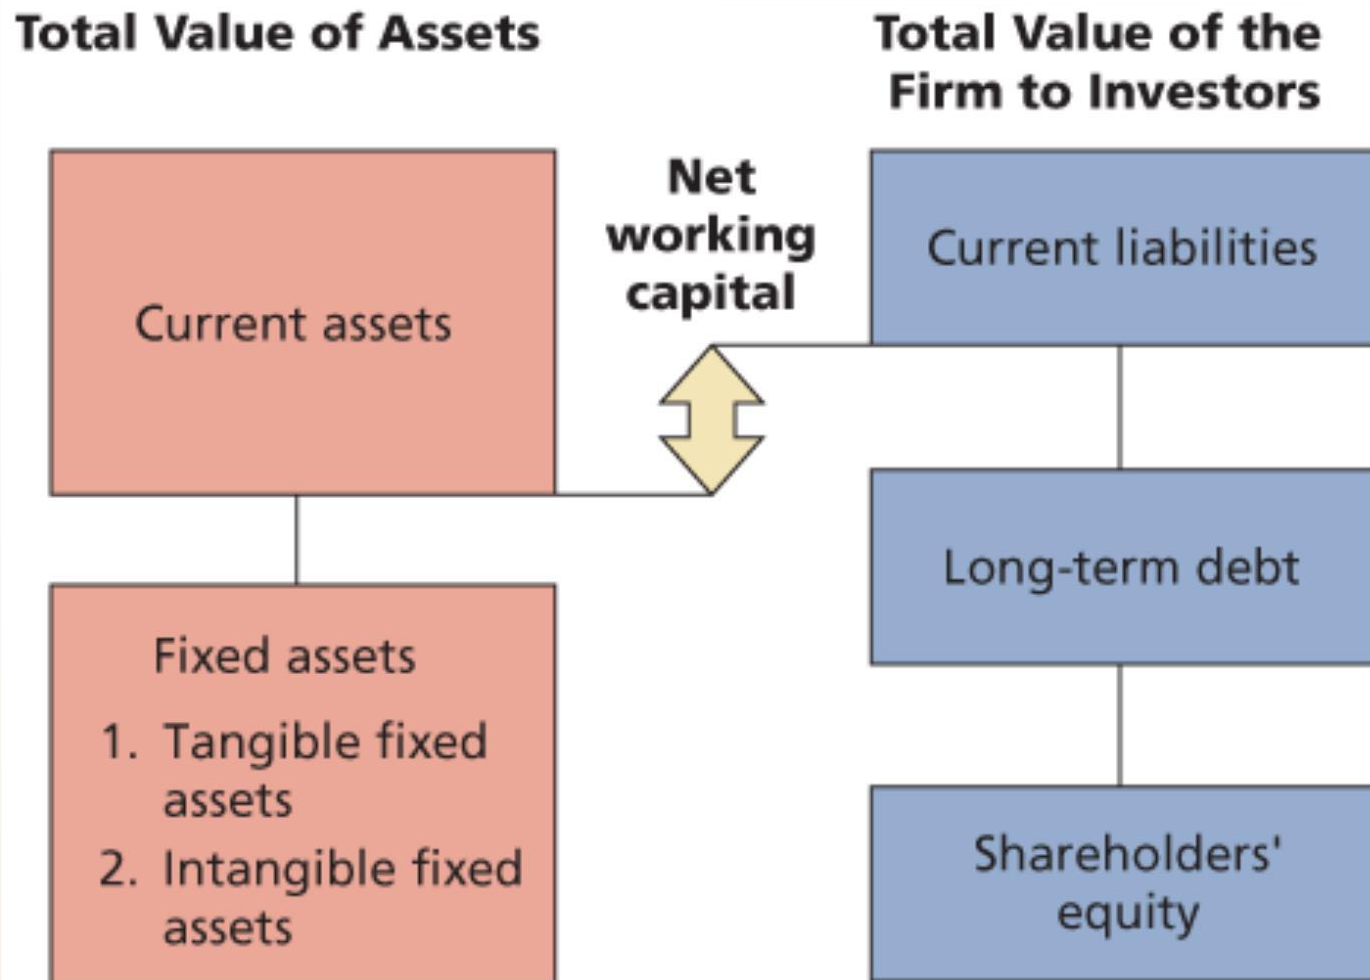 Total Value of Assets
Total Value of the
Firm to Investors
Net
working
capital
Current assets
Current liabilities
Long-term debt
Fixed assets
1. Tangible fixed
assets
2. Intangible fixed
assets
Shareholders'
equity